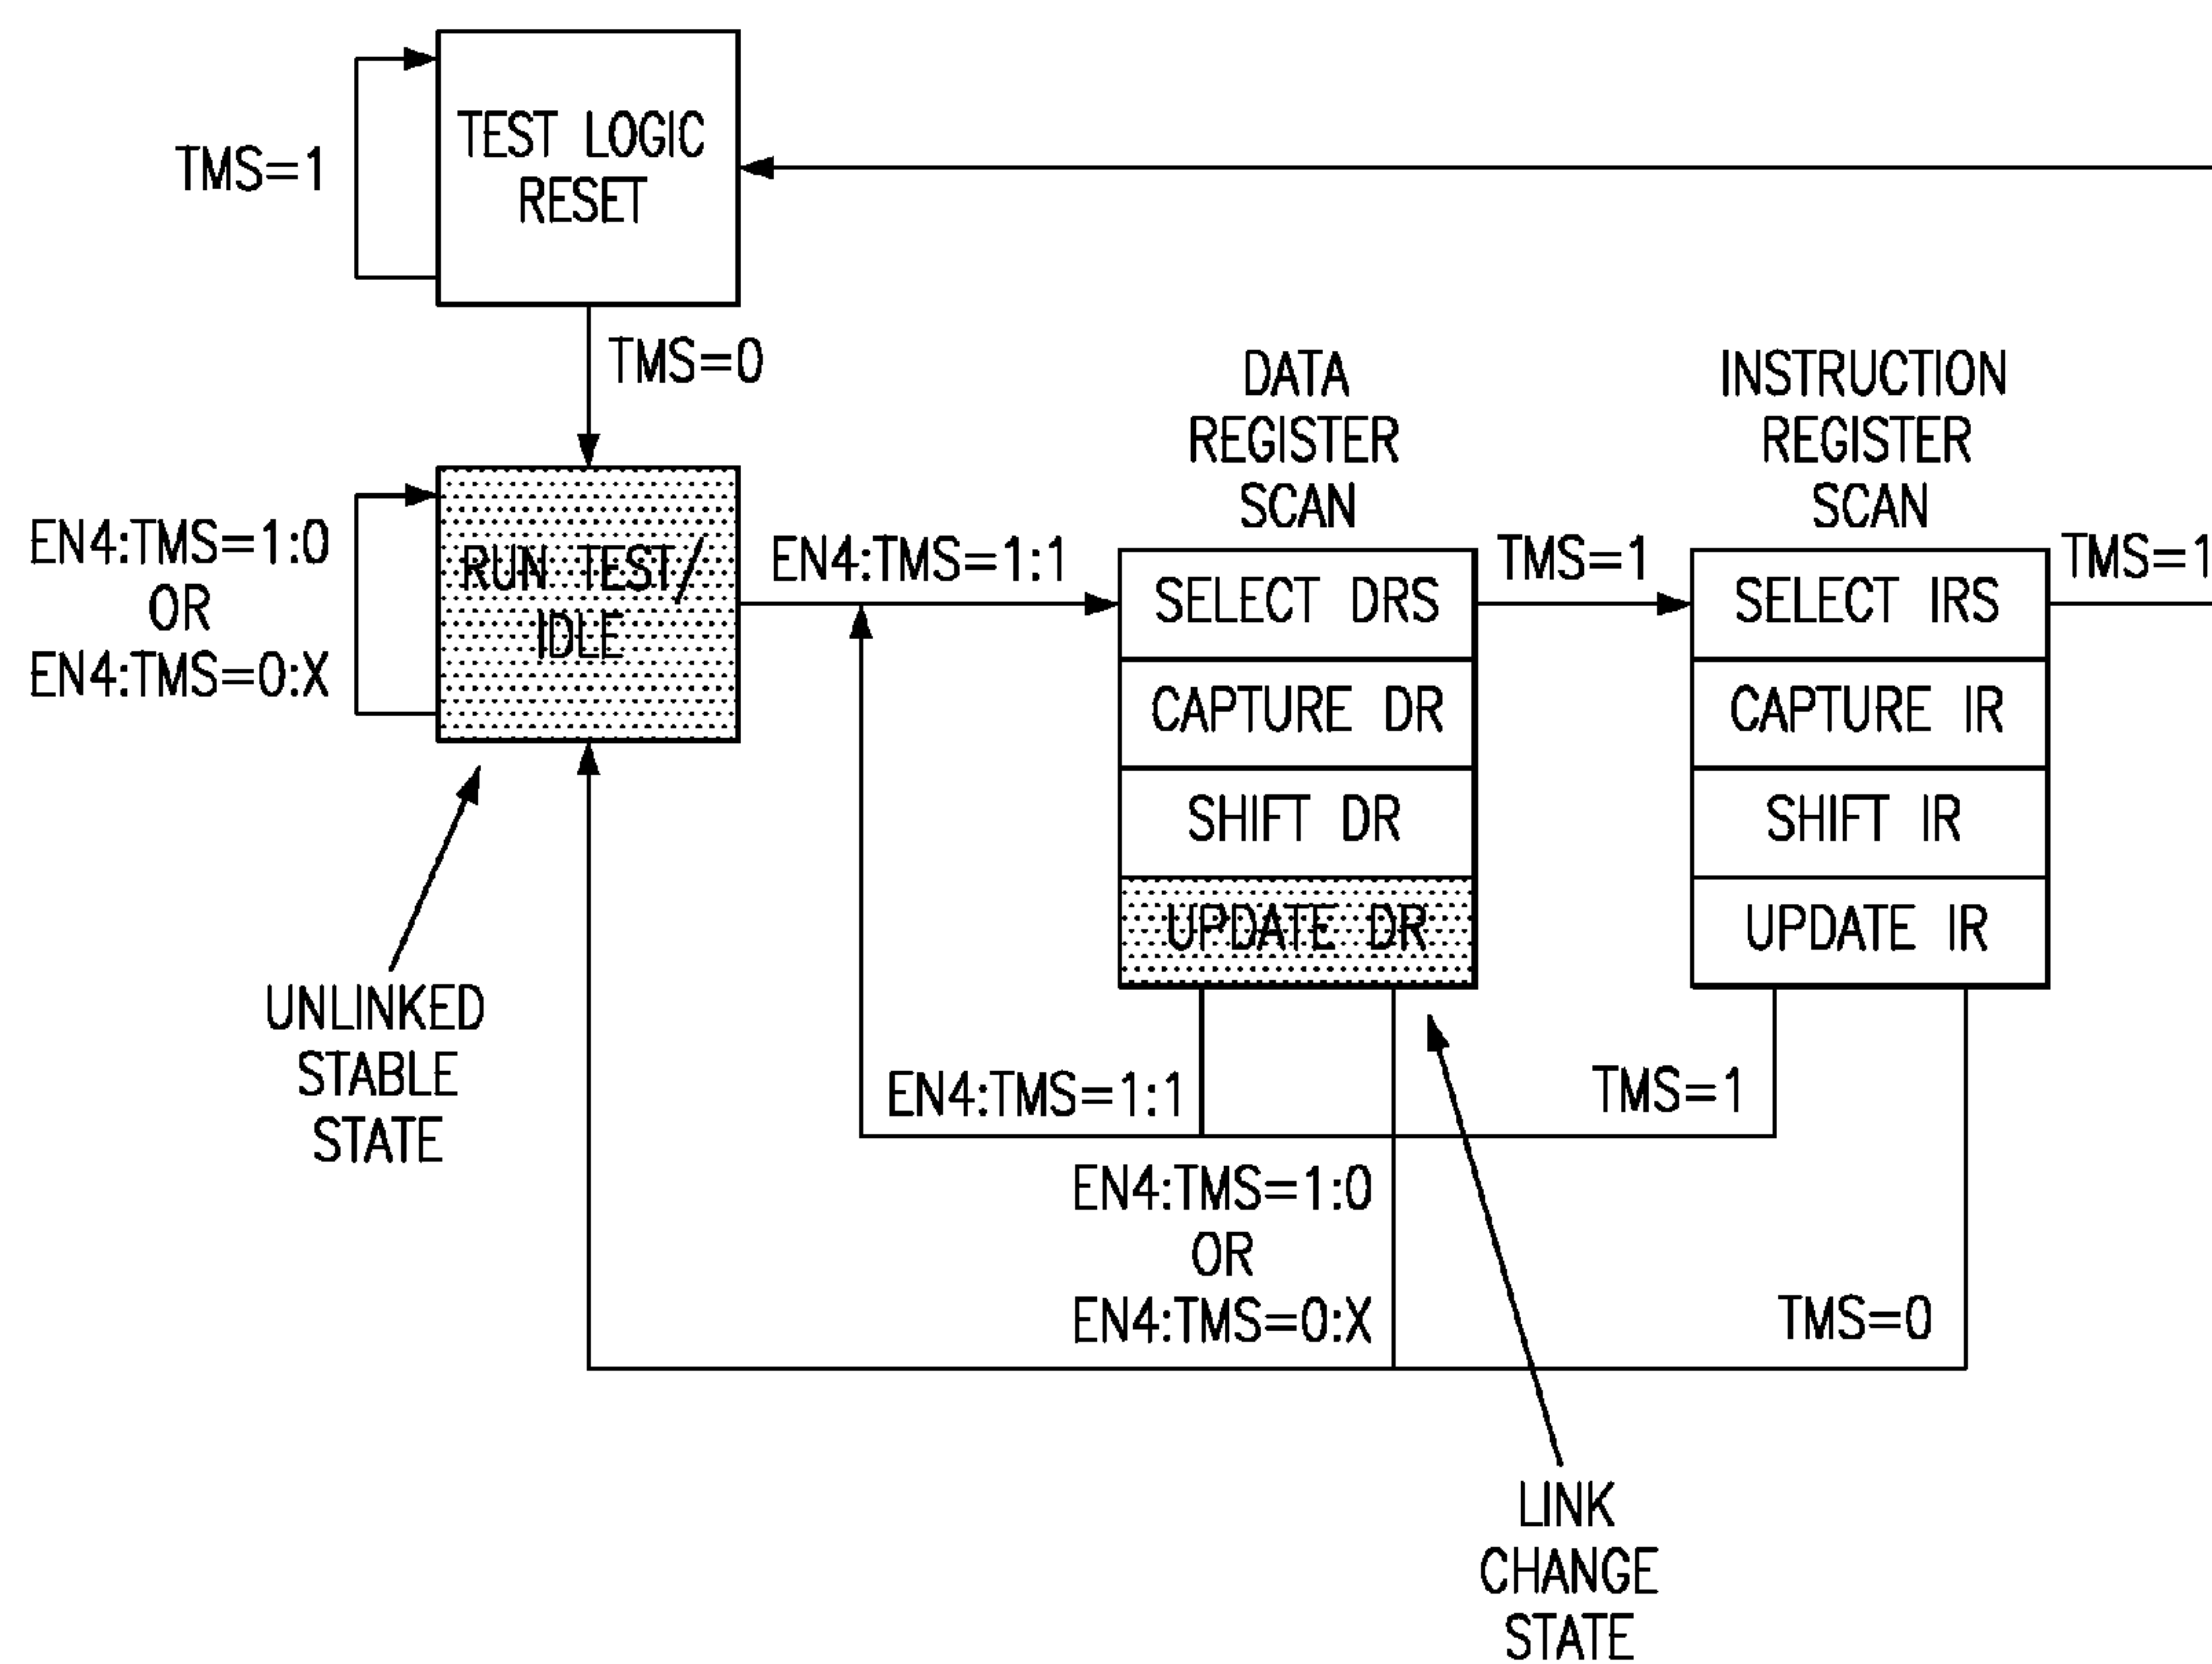 TEST LOGIC
RESET
TMS=1
TMS=0
DATA
REGISTER
SCAN
INSTRUCTION
REGISTER
SCAN
EN4:TMS=1:0
OR
EN4:TMS=0:X
RUN TEST/
IDLE
EN4:TMS=1:1
SELECT DRS
CAPTURE DR
SHIFT DR
UPDATE DR
TMS=1
SELECT IRS
CAPTURE IR
SHIFT IR
UPDATE IR
TMS=1
UNLINKED
STABLE
STATE
EN4:TMS=1:1
TMS=1
EN4:TMS=1:0
OR
EN4:TMS=0:X
TMS=0
LINK
CHANGE
STATE